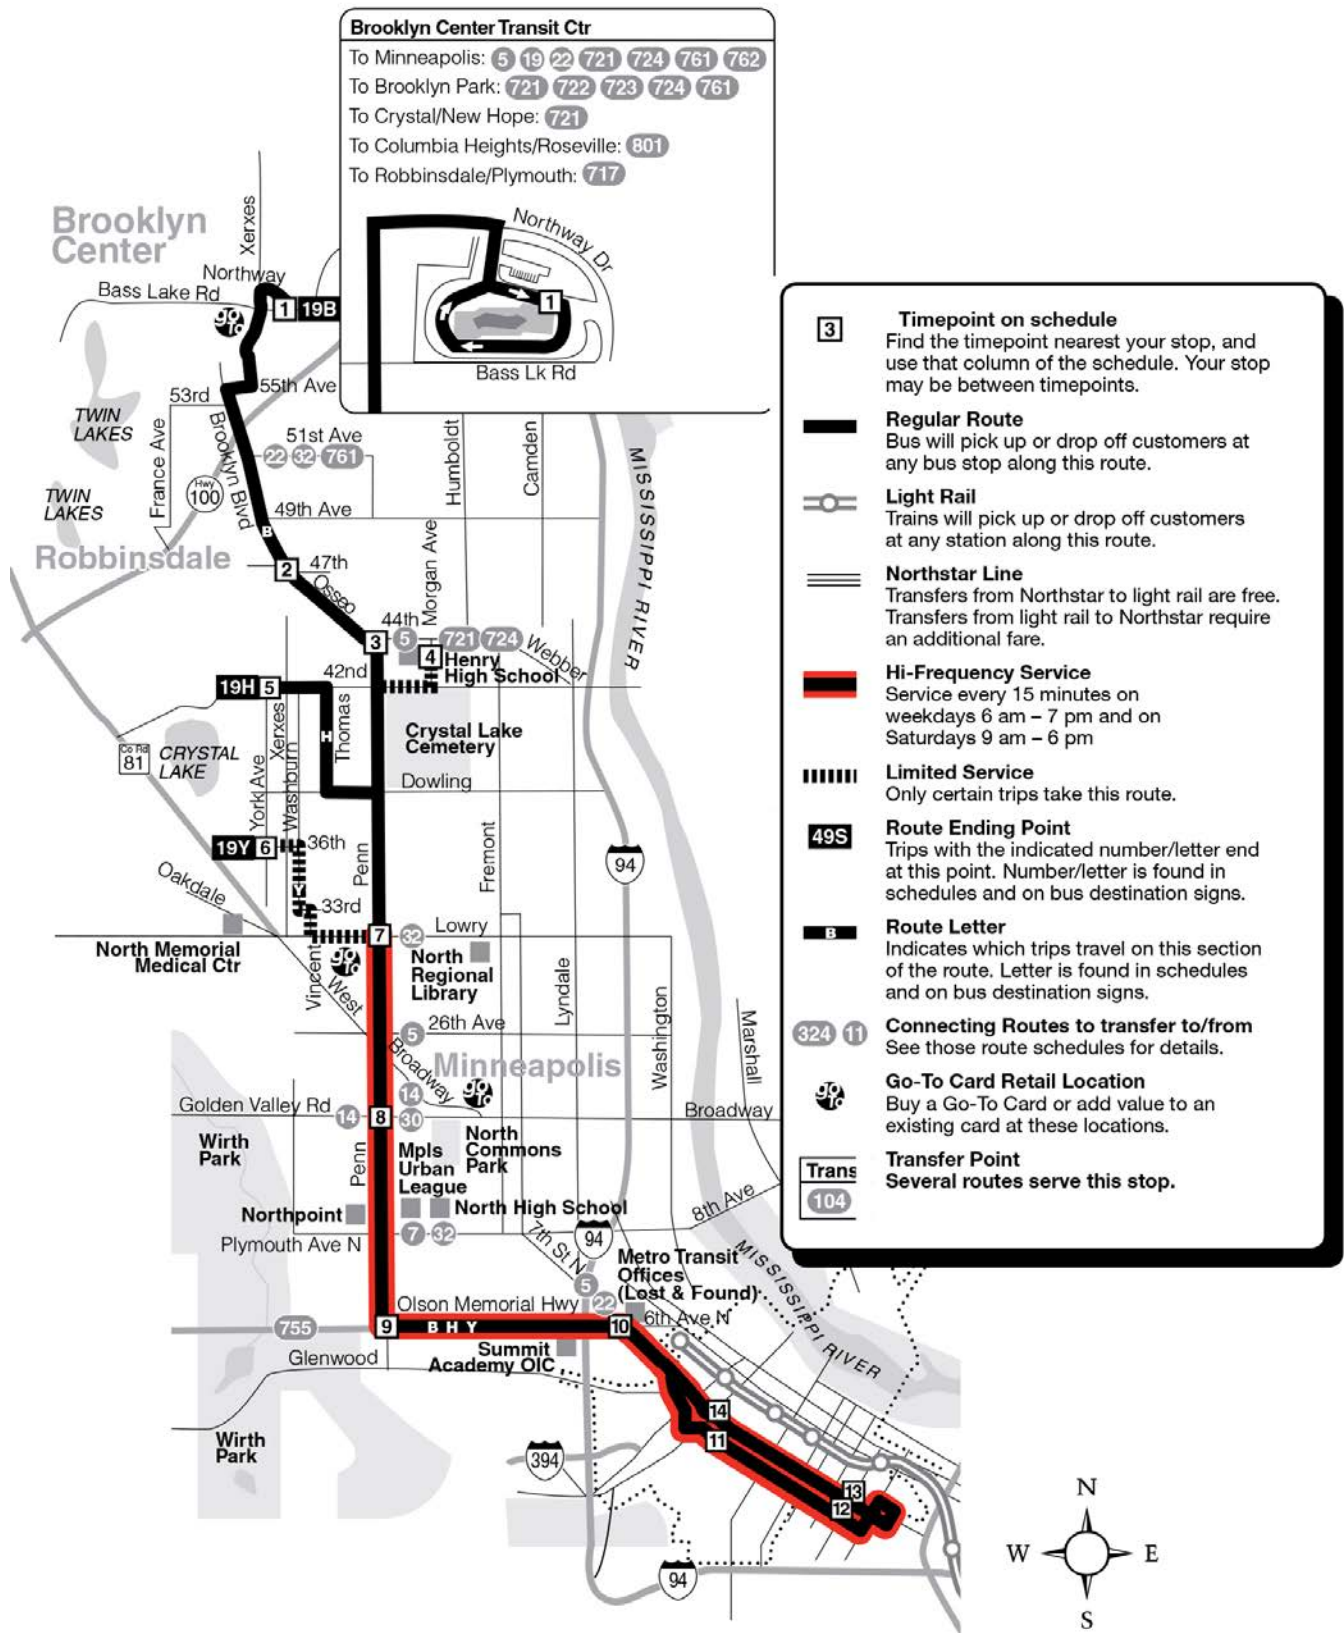 Brooklyn Center Transit Ctr
To Minneapolis: 5 19 22 721 724 761 762
To Brooklyn Park: 721 722 723 724 761
To Crystal/New Hope: 721
To Columbia Heights/Roseville: 801
To Robbinsdale/Plymouth: 717
Northway Dr
1
Bass Lk Rd
Brooklyn
Center
Xerxes
Northway
Bass Lake Rd
go
To
1 19B
53rd
55th Ave
TWIN
LAKES
France Ave
Brooklyn Blvd
51st Ave
22 32 761
Humboldt
Camden
MISSISSIPPI RIVER
Hwy
100
TWIN
LAKES
49th Ave
B
Morgan Ave
Robbinsdale
2 47th
Osseo
44th
3 5 721 724
Webber
4 Henry
High School
42nd
19H 5
Xerxes
Thomas
H
Crystal Lake
Cemetery
Co Rd
81
CRYSTAL
LAKE
York Ave
Washburn
Dowling
19Y 6 36th
Penn
Fremont
94
Oakdale
Y
33rd
7 32 Lowry
North Memorial
Medical Ctr
go
To
North
Regional
Library
Vincent
West
Broadway
Lyndale
Washington
Marshall
5 26th Ave
Minneapolis
go
To
14
Golden Valley Rd 14 8 30
Broadway
Wirth
Park
Penn
Mpls
Urban
League
North
Commons
Park
Northpoint
North High School
8th Ave
Plymouth Ave N 7 32
7th St N
94
Metro Transit
Offices
(Lost & Found)
MISSISSIPPI RIVER
5
22
Olson Memorial Hwy
6th Ave N
755 9 B H Y 10
Glenwood
Summit
Academy OIC
Wirth
Park
14
11
394
13
12
94
N
W E
S
3 Timepoint on schedule
Find the timepoint nearest your stop, and
use that column of the schedule. Your stop
may be between timepoints.
Regular Route
Bus will pick up or drop off customers at
any bus stop along this route.
Light Rail
Trains will pick up or drop off customers
at any station along this route.
Northstar Line
Transfers from Northstar to light rail are free.
Transfers from light rail to Northstar require
an additional fare.
Hi-Frequency Service
Service every 15 minutes on
weekdays 6 am – 7 pm and on
Saturdays 9 am – 6 pm
Limited Service
Only certain trips take this route.
49S Route Ending Point
Trips with the indicated number/letter end
at this point. Number/letter is found in
schedules and on bus destination signs.
B Route Letter
Indicates which trips travel on this section
of the route. Letter is found in schedules
and on bus destination signs.
324 11 Connecting Routes to transfer to/from
See those route schedules for details.
go
To
Go-To Card Retail Location
Buy a Go-To Card or add value to an
existing card at these locations.
Trans
104
Transfer Point
Several routes serve this stop.